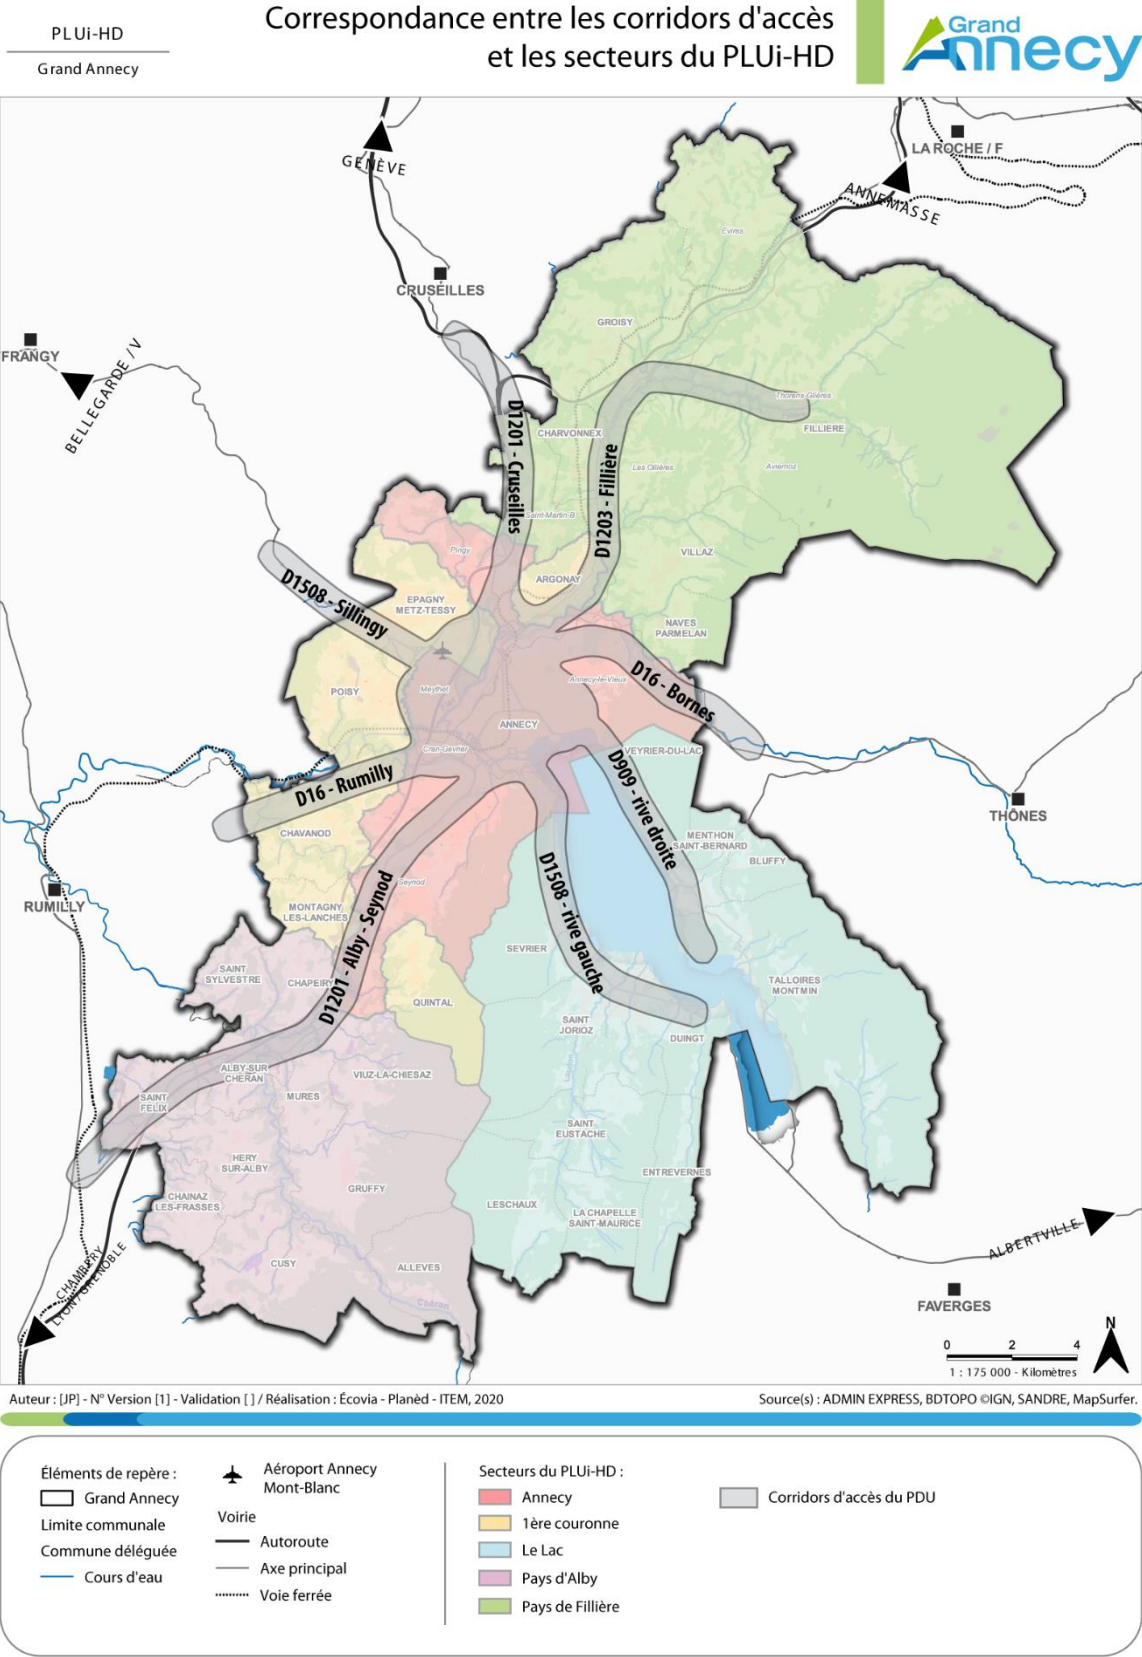 PLUi-HD
Grand Annecy
Correspondance entre les corridors d'accès
et les secteurs du PLUi-HD
Grand
Annecy
GENÈVE
LA ROCHE / F
ANNEMASSE
Évires
CRUSEILLES
GROISY
FRANGY
BELLEGARDE /V
Thorens-Glières
FILLIERE
CHARVONNEX
D1201 - Cruseilles
D1203 - Fillière
Les Ollières
Aviernoz
Saint-Martin-B
Pringy
VILLAZ
ARGONAY
D1508 - Sillingy
EPAGNY
METZ-TESSY
NAVES
PARMELAN
POISY
Meythet
Annecy-le-Vieux
D16 - Bornes
ANNECY
Cran-Gevrier
VEYRIER-DU-LAC
D16 - Rumilly
D909 - rive droite
THÔNES
CHAVANOD
MENTHON
SAINT-BERNARD
BLUFFY
RUMILLY
Seynod
D1201 - Alby - Seynod
D1508 - rive gauche
MONTAGNY
LES-LANCHES
SEVRIER
SAINT
SYLVESTRE
CHAPEIRY
QUINTAL
TALLOIRES
MONTMIN
SAINT
JORIOZ
DUINGT
ALBY-SUR
CHERAN
VIUZ-LA-CHIESAZ
SAINT
FELIX
MURES
SAINT
EUSTACHE
HERY
SUR-ALBY
ENTREVERNES
GRUFFY
CHAINAZ
LES-FRASSES
LESCHAUX
LA CHAPELLE
SAINT-MAURICE
ALBERTVILLE
CHAMBERY
LYON / GRENOBLE
CUSY
ALLEVES
Chéran
FAVERGES
N
0 2 4
1 : 175 000 - Kilomètres
Auteur : [JP] - N° Version [1] - Validation [ ] / Réalisation : Écovia - Planèd - ITEM, 2020
Source(s) : ADMIN EXPRESS, BDTOPO ©IGN, SANDRE, MapSurfer.
Éléments de repère :
Grand Annecy
Limite communale
Commune déléguée
Cours d'eau
Aéroport Annecy
Mont-Blanc
Voirie
Autoroute
Axe principal
Voie ferrée
Secteurs du PLUi-HD :
Annecy
1ère couronne
Le Lac
Pays d'Alby
Pays de Fillière
Corridors d'accès du PDU